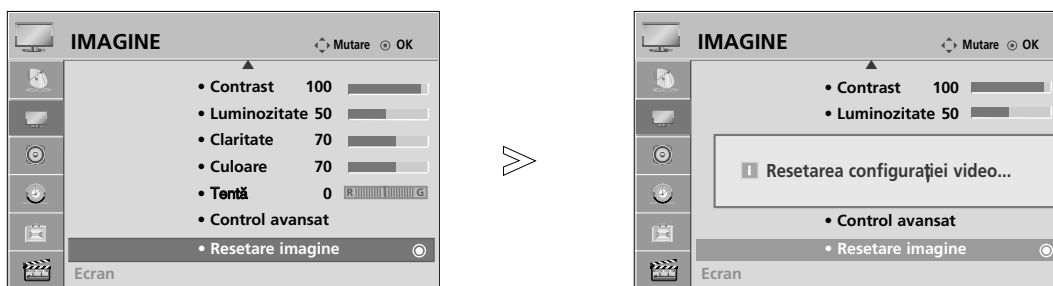 IMAGINE
Mutare OK
• Contrast 100
• Luminozitate 50
• Claritate 70
• Culoare 70
• Tentă 0 R G
• Control avansat
• Resetare imagine
Ecran
IMAGINE
Mutare OK
• Contrast 100
• Luminozitate 50
i Resetarea configurației video...
• Control avansat
• Resetare imagine
Ecran